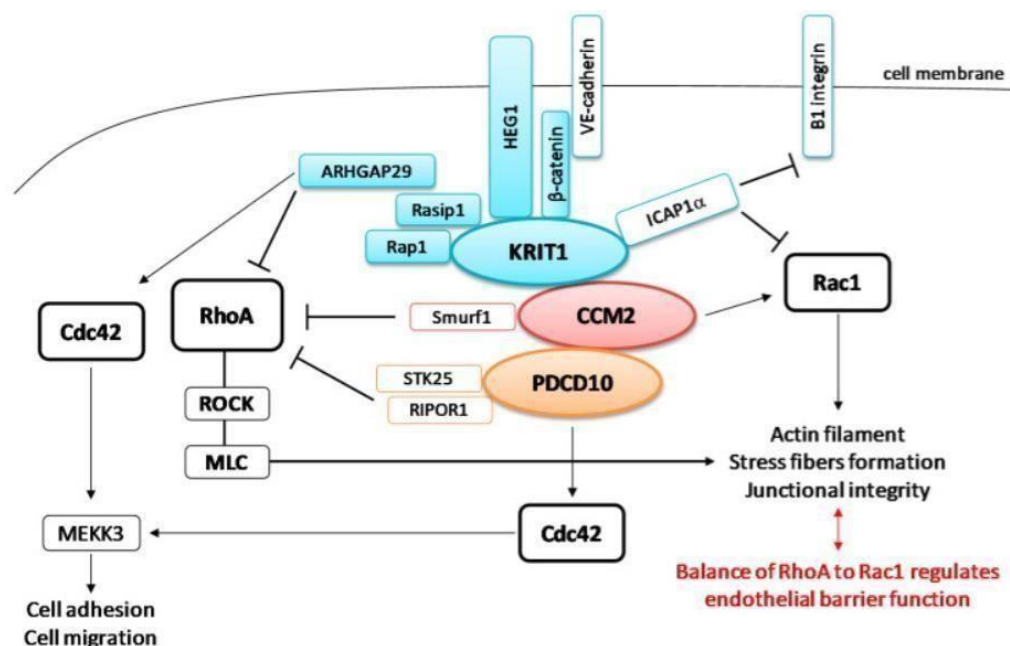 cell membrane
HEG1
VE-cadherin
B1 integrin
β-catenin
ARHGAP29
Rasip1
ICAP1α
Rap1
KRIT1
Rac1
RhoA
Cdc42
Smurf1
CCM2
STK25
PDCD10
RIPOR1
ROCK
MLC
Actin filament
Stress fibers formation
Junctional integrity
MEKK3
Cdc42
Balance of RhoA to Rac1 regulates
endothelial barrier function
Cell adhesion
Cell migration